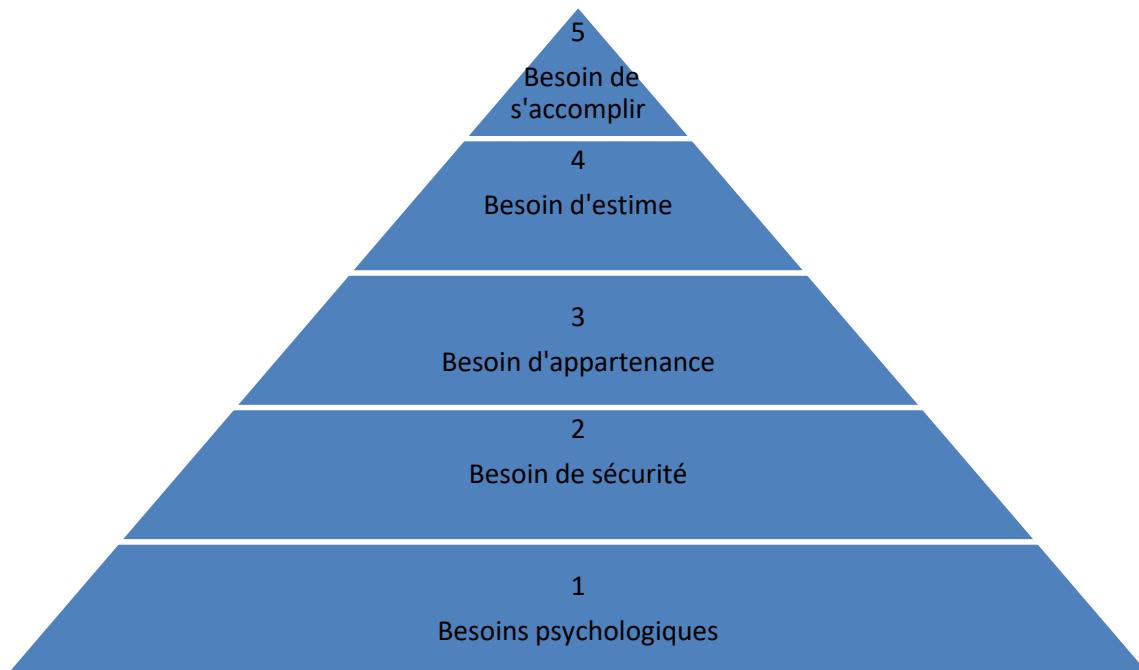 5
Besoin de
s'accomplir
4
Besoin d'estime
3
Besoin d'appartenance
2
Besoin de sécurité
1
Besoins psychologiques